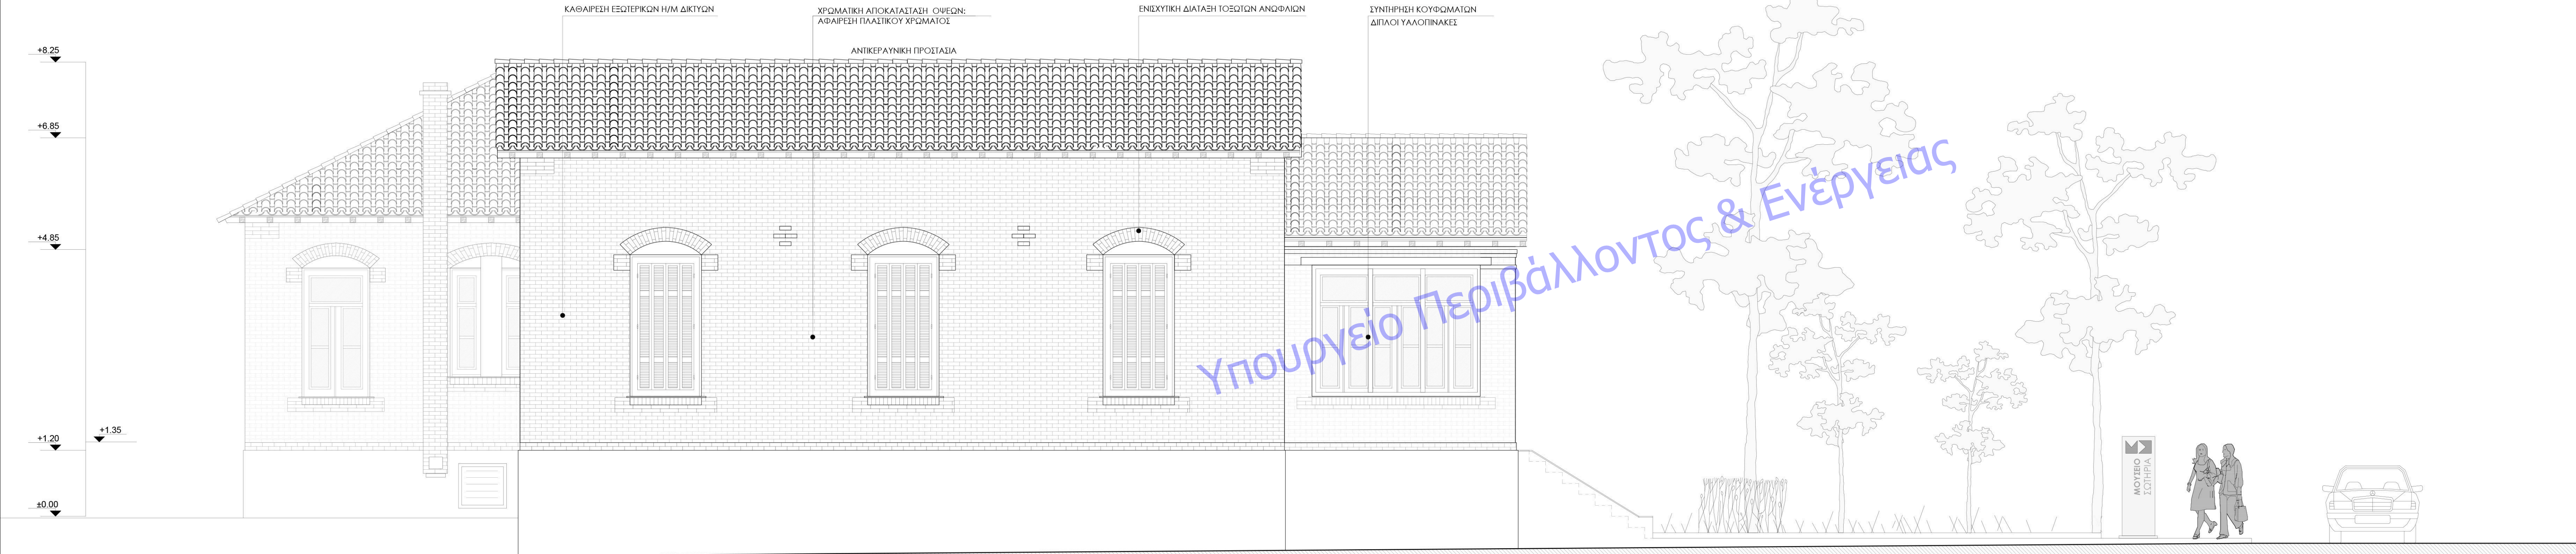 ΚΑΘΑΙΡΕΣΗ ΕΞΩΤΕΡΙΚΩΝ Η/Μ ΔΙΚΤΥΩΝ
ΧΡΩΜΑΤΙΚΗ ΑΠΟΚΑΤΑΣΤΑΣΗ ΟΨΕΩΝ:
ΑΦΑΙΡΕΣΗ ΠΛΑΣΤΙΚΟΥ ΧΡΩΜΑΤΟΣ
ΕΝΙΣΧΥΤΙΚΗ ΔΙΑΤΑΞΗ ΤΟΞΩΤΩΝ ΑΝΩΦΛΙΩΝ
ΣΥΝΤΗΡΗΣΗ ΚΟΥΦΩΜΑΤΩΝ
ΔΙΠΛΟΙ ΥΑΛΟΠΙΝΑΚΕΣ
ΑΝΤΙΚΕΡΑΥΝΙΚΗ ΠΡΟΣΤΑΣΙΑ
+8.25
+6.85
+4.85
+1.35
+1.20
±0.00
Υπουργείο Περιβάλλοντος & Ενέργειας
ΜΟΥΣΕΙΟ
ΣΩΤΗΡΙΑ